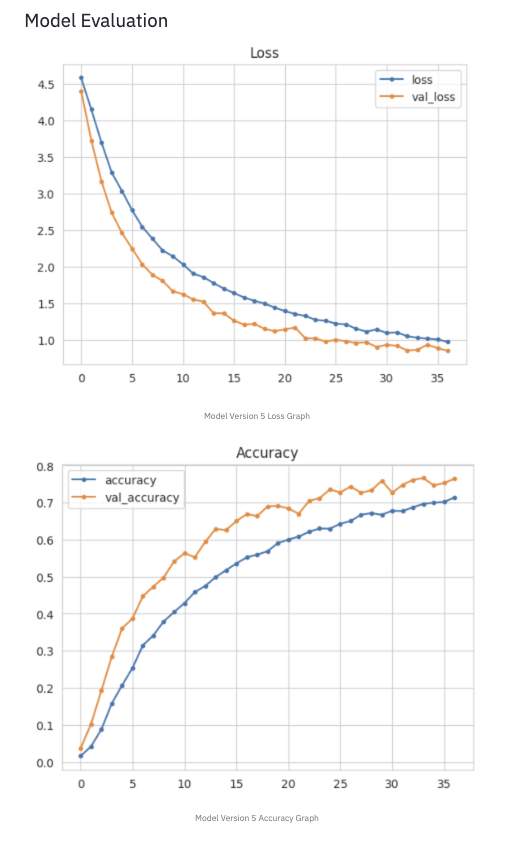 Model Evaluation
Loss
loss
val_loss
4.5
4.0
3.5
3.0
2.5
2.0
1.5
1.0
0 5 10 15 20 25 30 35
Model Version 5 Loss Graph
Accuracy
accuracy
val_accuracy
0.8
0.7
0.6
0.5
0.4
0.3
0.2
0.1
0.0
0 5 10 15 20 25 30 35
Model Version 5 Accuracy Graph